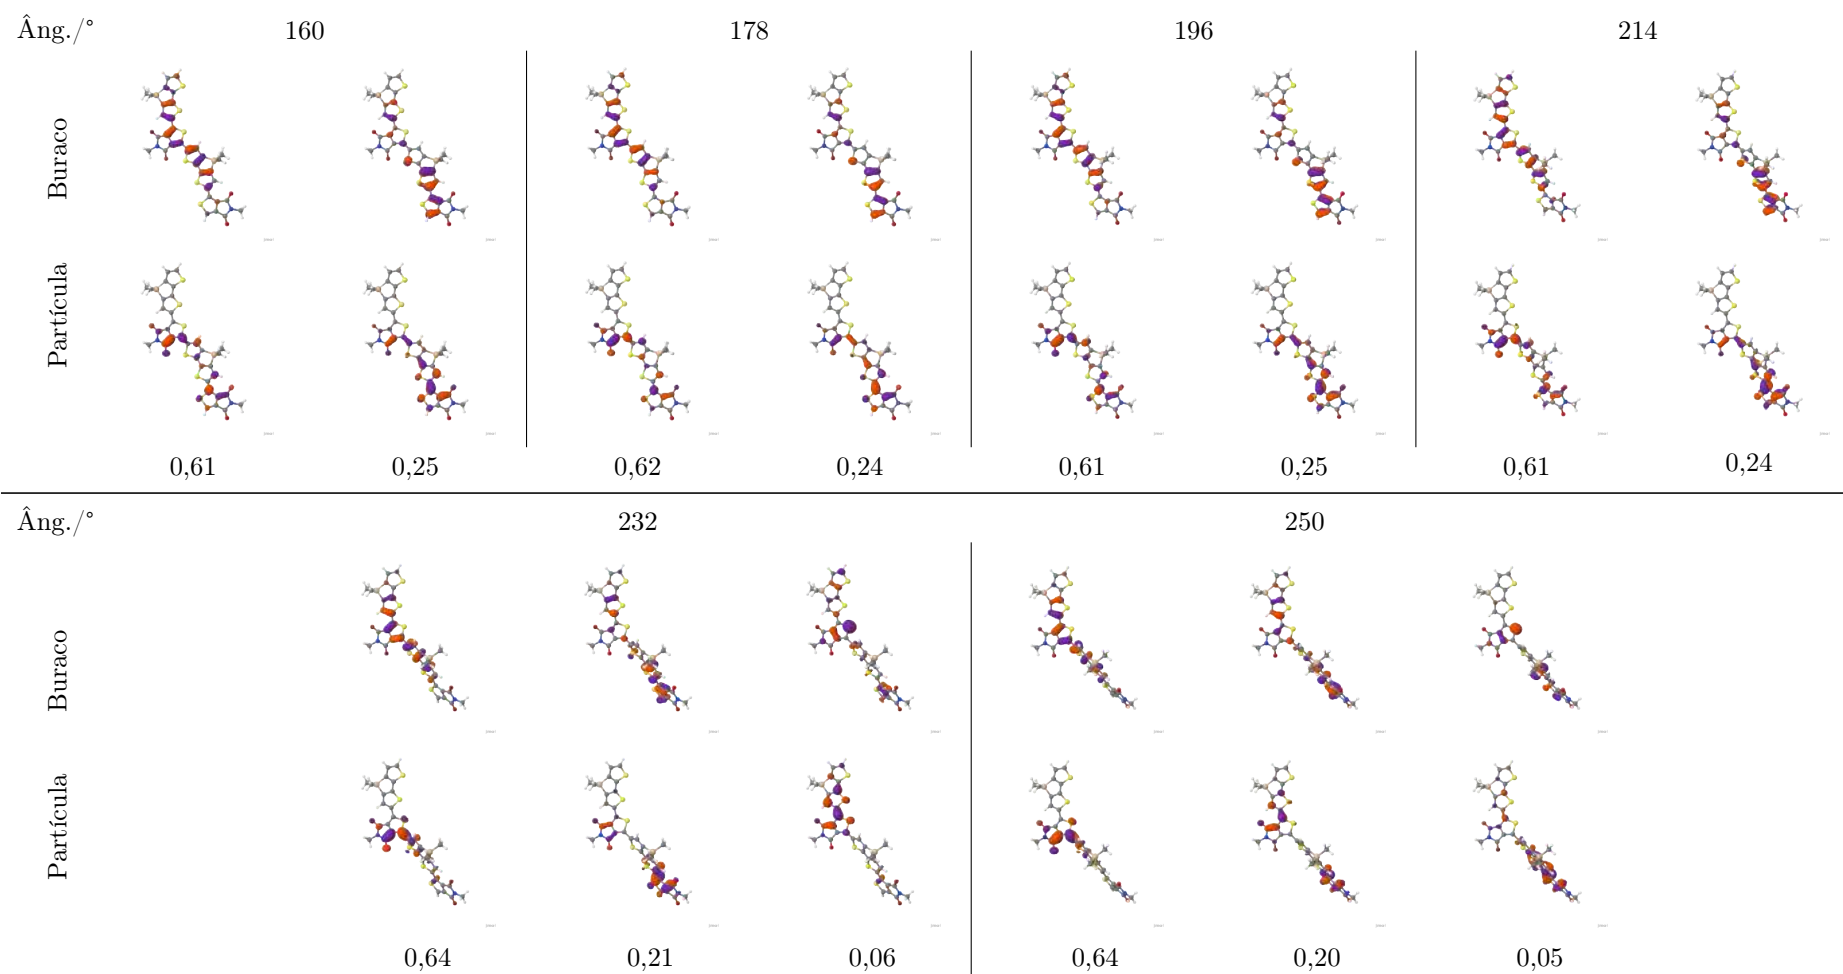 Âng./° 160 178 196 214
Buraco
Partícula
0,61 0,25 0,62 0,24 0,61 0,25 0,61 0,24
Âng./° 232 250
Buraco
Partícula
0,64 0,21 0,06 0,64 0,20 0,05